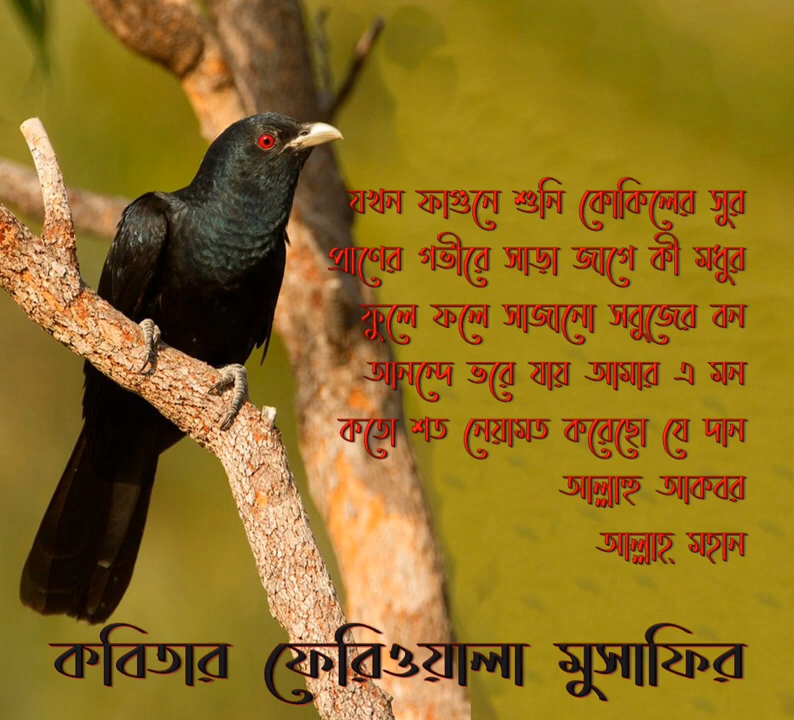 যখন ফাগুনে শুনি কোকিলের সুর
প্রাণের গভীরে সাড়া জাগে কী মধুর
ফুলে ফলে সাজানো সবুজের বন
আনন্দে ভরে যায় আমার এ মন
কতো শত নেয়ামত করেছো যে দান
আল্লাহু আকবর
আল্লাহ্ মহান
কবিতার ফেরিওয়ালা মুসাফির